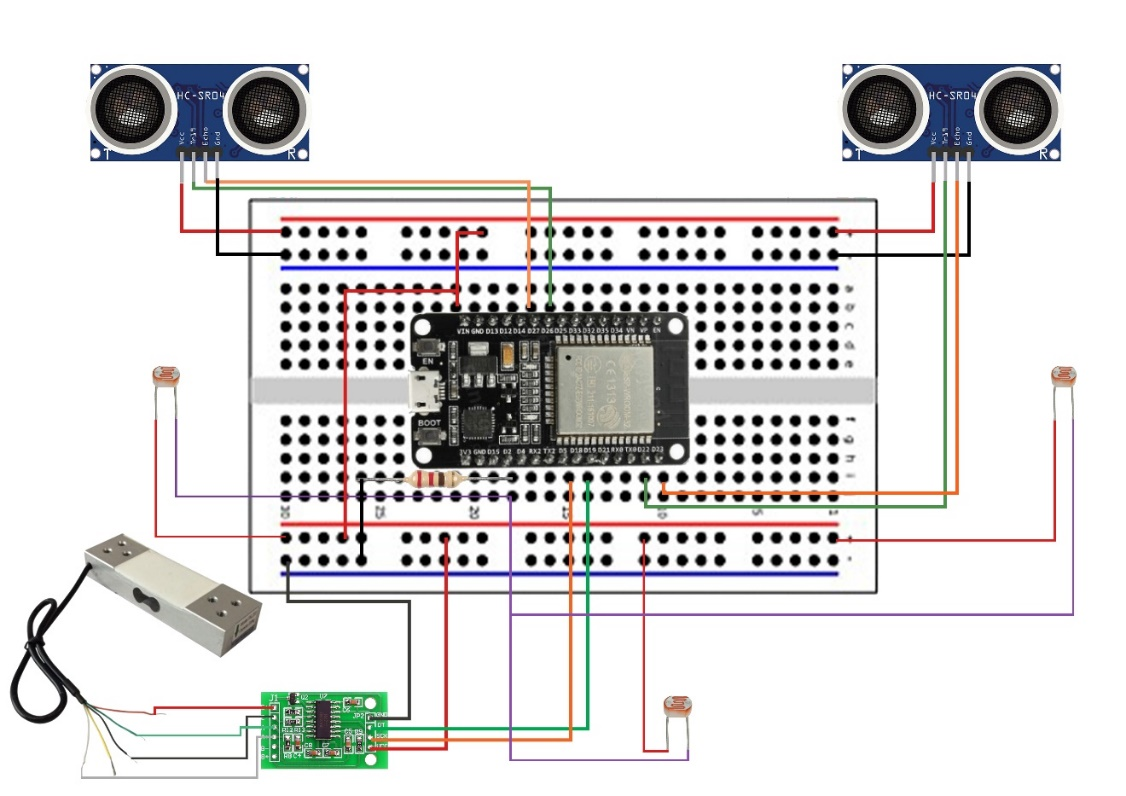 HC-SR04
Vcc
Trig
Echo
Gnd
T
R
HC-SR04
Vcc
Trig
Echo
Gnd
T
R
a
b
c
d
e
VIN GND D13 D12 D14 D27 D26 D25 D33 D32 D35 D34 VN VP EN
EN
BOOT
3V3 GND D15 D2 D4 RX2 TX2 D5 D18 D19 D21 RX0 TX0 D22 D23
f
g
h
i
30
25
20
15
10
5
1
J1
JP2